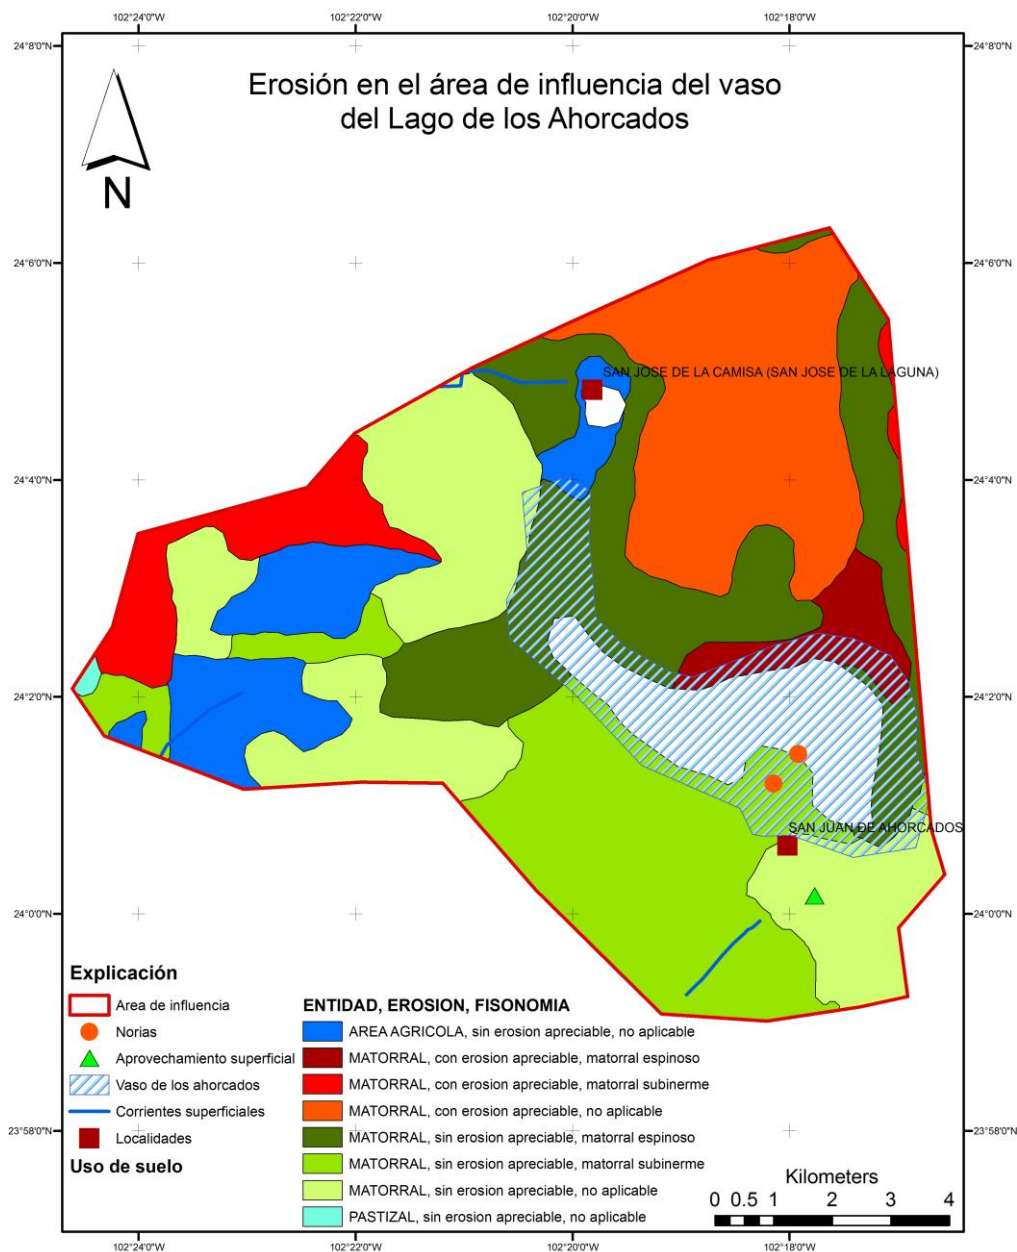 102°24'0"W
102°22'0"W
102°20'0"W
102°18'0"W
24°8'0"N
24°8'0"N
Erosión en el área de influencia del vaso
del Lago de los Ahorcados
N
24°6'0"N
24°6'0"N
SAN JOSE DE LA CAMISA (SAN JOSE DE LA LAGUNA)
24°4'0"N
24°4'0"N
24°2'0"N
24°2'0"N
SAN JUAN DE AHORCADOS
24°0'0"N
24°0'0"N
Explicación
Area de influencia
Norias
Aprovechamiento superficial
Vaso de los ahorcados
Corrientes superficiales
Localidades
Uso de suelo
ENTIDAD, EROSION, FISONOMIA
AREA AGRICOLA, sin erosion apreciable, no aplicable
MATORRAL, con erosion apreciable, matorral espinoso
MATORRAL, con erosion apreciable, matorral subinerme
MATORRAL, con erosion apreciable, no aplicable
MATORRAL, sin erosion apreciable, matorral espinoso
MATORRAL, sin erosion apreciable, matorral subinerme
MATORRAL, sin erosion apreciable, no aplicable
PASTIZAL, sin erosion apreciable, no aplicable
23°58'0"N
23°58'0"N
Kilometers
0 0.5 1 2 3 4
102°24'0"W
102°22'0"W
102°20'0"W
102°18'0"W